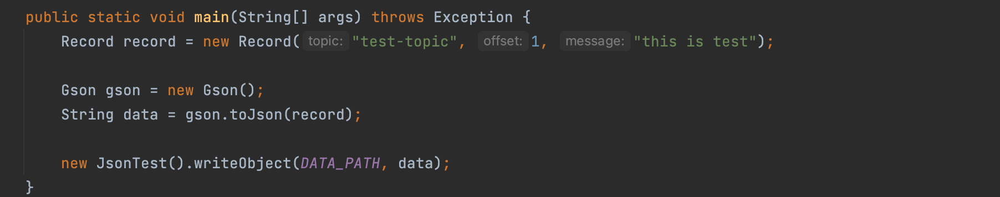 public static void main(String[] args) throws Exception {
Record record = new Record( topic: "test-topic", offset: 1, message: "this is test");
Gson gson = new Gson();
String data = gson.toJson(record);
new JsonTest().writeObject(DATA_PATH, data);
}